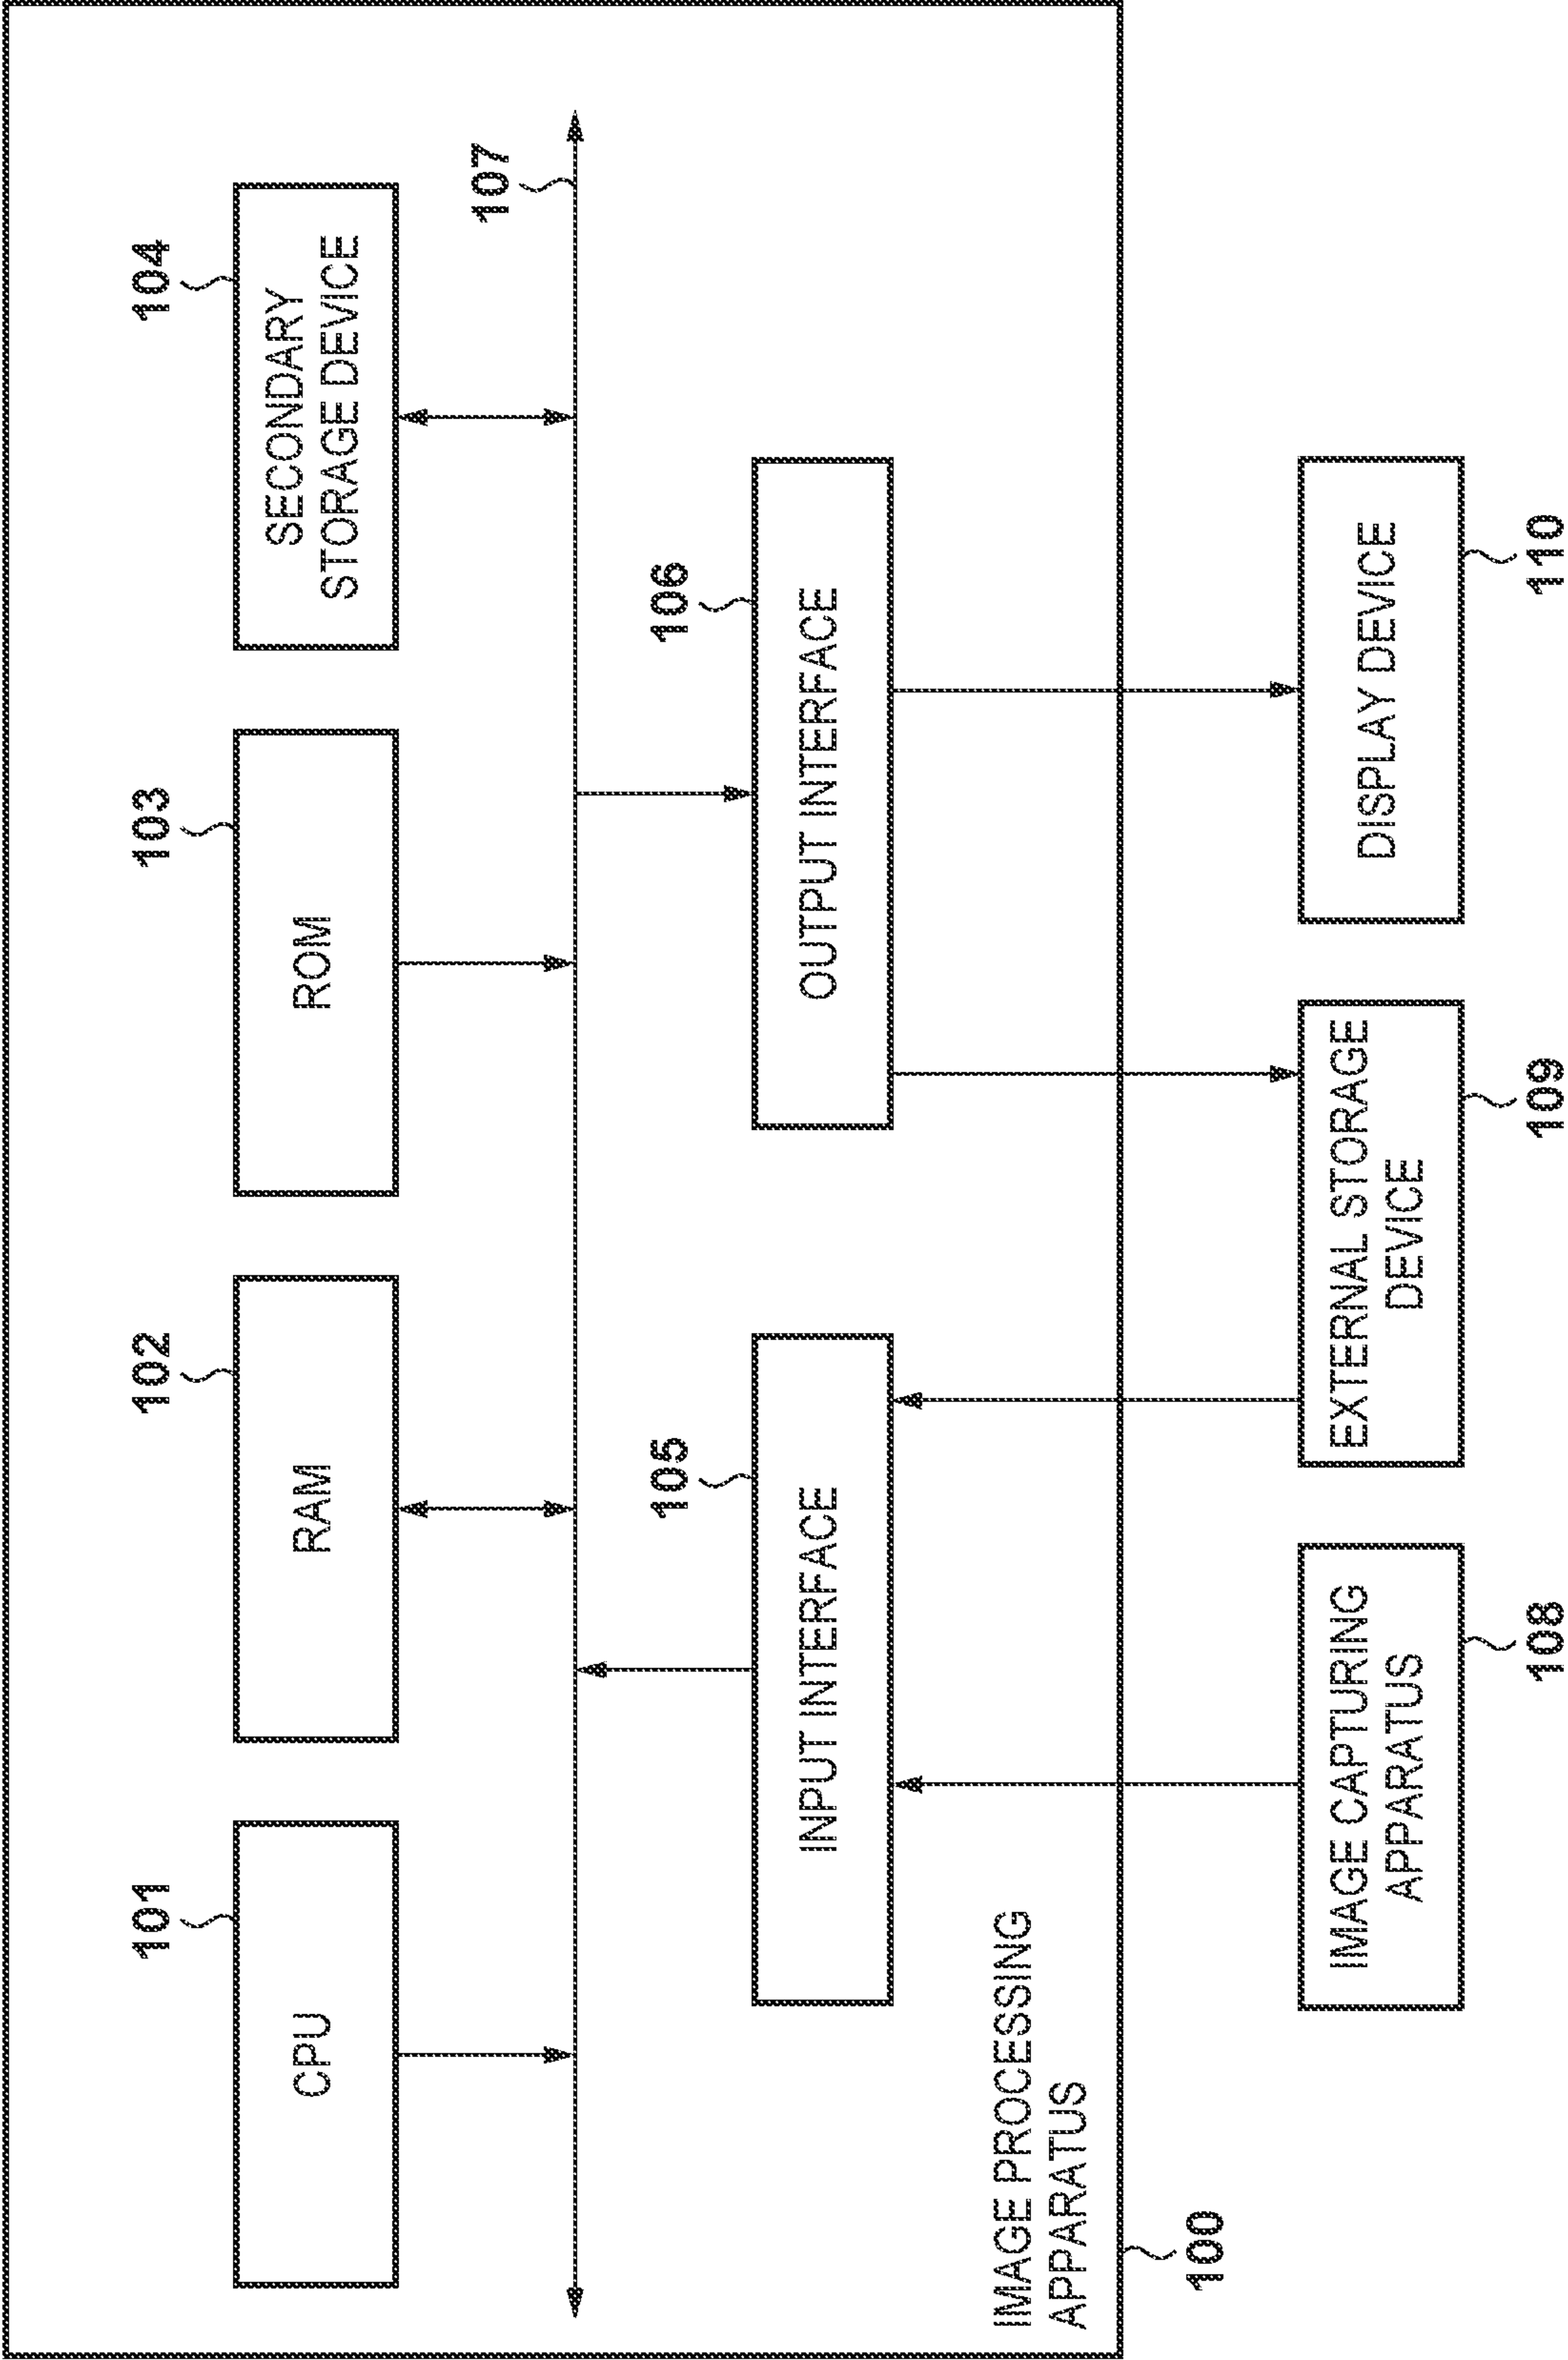 101
102
103
104
CPU
RAM
ROM
SECONDARY
STORAGE DEVICE
107
105
106
INPUT INTERFACE
OUTPUT INTERFACE
IMAGE PROCESSING
APPARATUS
100
IMAGE CAPTURING
APPARATUS
EXTERNAL STORAGE
DEVICE
DISPLAY DEVICE
108
109
110